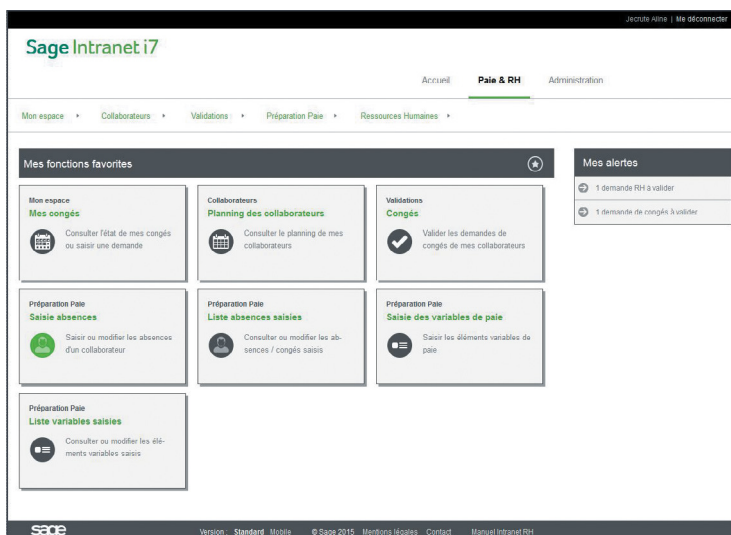 Jecrute Aline | Me déconnecter
Sage Intranet i7
Accueil Paie & RH Administration
Mon espace Collaborateurs Validations Préparation Paie Ressources Humaines
Mes fonctions favorites
Mon espace
Mes congés
Consulter l'état de mes congés
ou saisir une demande
Collaborateurs
Planning des collaborateurs
Consulter le planning de mes
collaborateurs
Validations
Congés
Valider les demandes de
congés de mes collaborateurs
Préparation Paie
Saisie absences
Saisir ou modifier les absences
d'un collaborateur
Préparation Paie
Liste absences saisies
Consulter ou modifier les ab-
sences / congés saisis
Préparation Paie
Saisie des variables de paie
Saisir les éléments variables de
paie
Préparation Paie
Liste variables saisies
Consulter ou modifier les élé-
ments variables saisis
Mes alertes
1 demande RH à valider
1 demande de congés à valider
sage
Version : Standard Mobile © Sage 2015 Mentions légales Contact Manuel Intranet RH